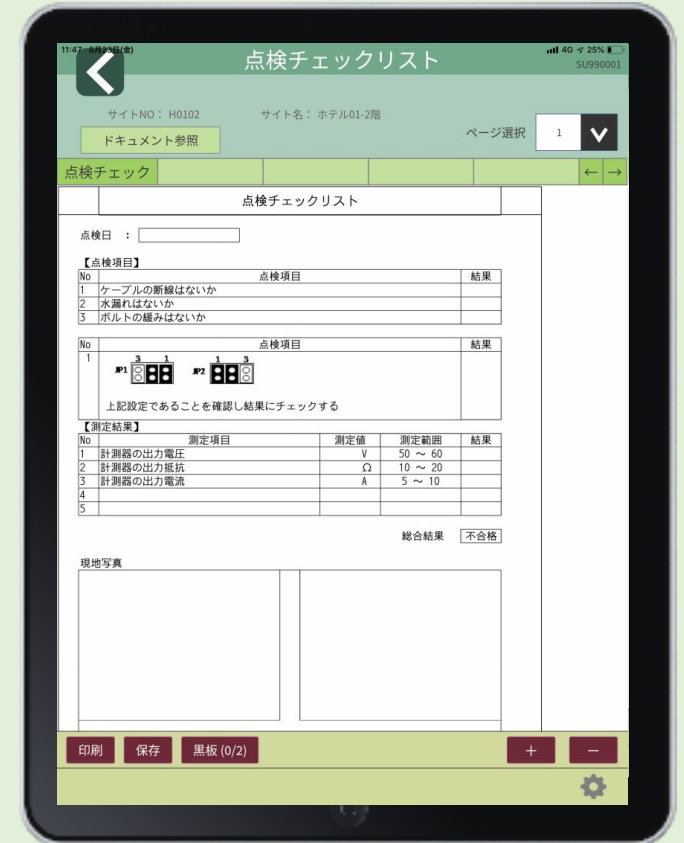 11:47 8月23日(金)
点検チェックリスト
4G 25%
SU990001
サイトNO： H0102 サイト名： ホテル01-2階
ドキュメント参照
ページ選択 1
点検チェック ← →
点検チェックリスト
点検日 ：
【点検項目】
No 点検項目 結果
1 ケーブルの断線はないか
2 水漏れはないか
3 ボルトの緩みはないか
No 点検項目 結果
1
3 1 1 3
JP1 JP2
上記設定であることを確認し結果にチェックする
【測定結果】
No 測定項目 測定値 測定範囲 結果
1 計測器の出力電圧 V 50 ～ 60
2 計測器の出力抵抗 Ω 10 ～ 20
3 計測器の出力電流 A 5 ～ 10
4
5
総合結果 不合格
現地写真
印刷 保存 黒板 (0/2) + −